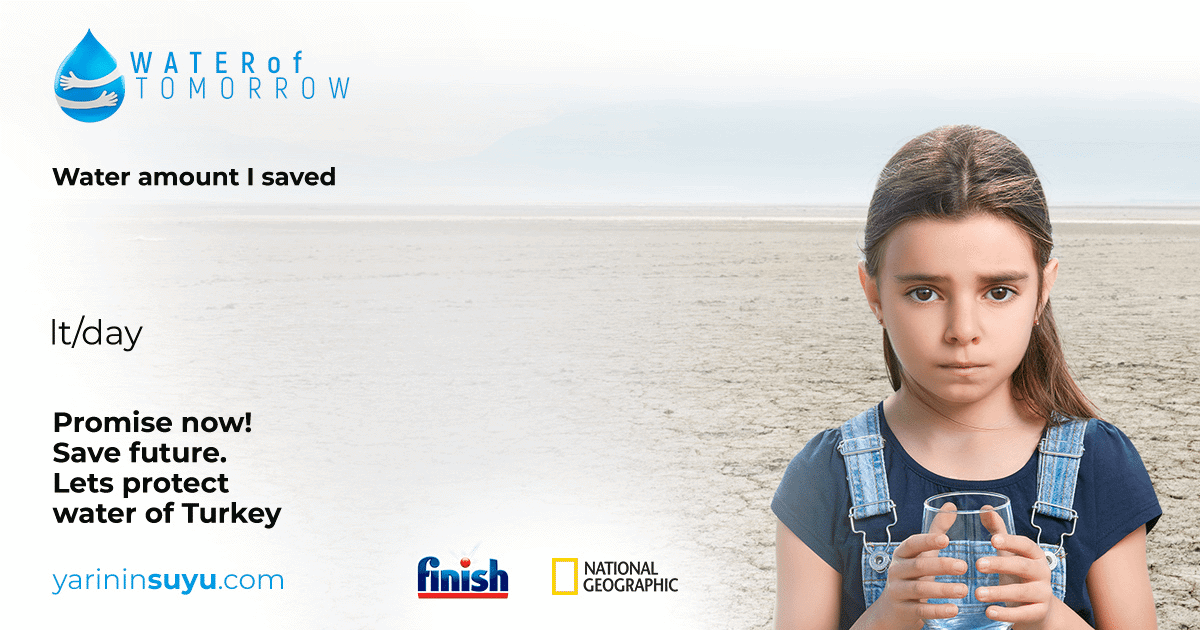 WATER of
TOMORROW
Water amount I saved
lt/day
Promise now!
Save future.
Lets protect
water of Turkey
yarininsuyu.com
finish
NATIONAL
GEOGRAPHIC